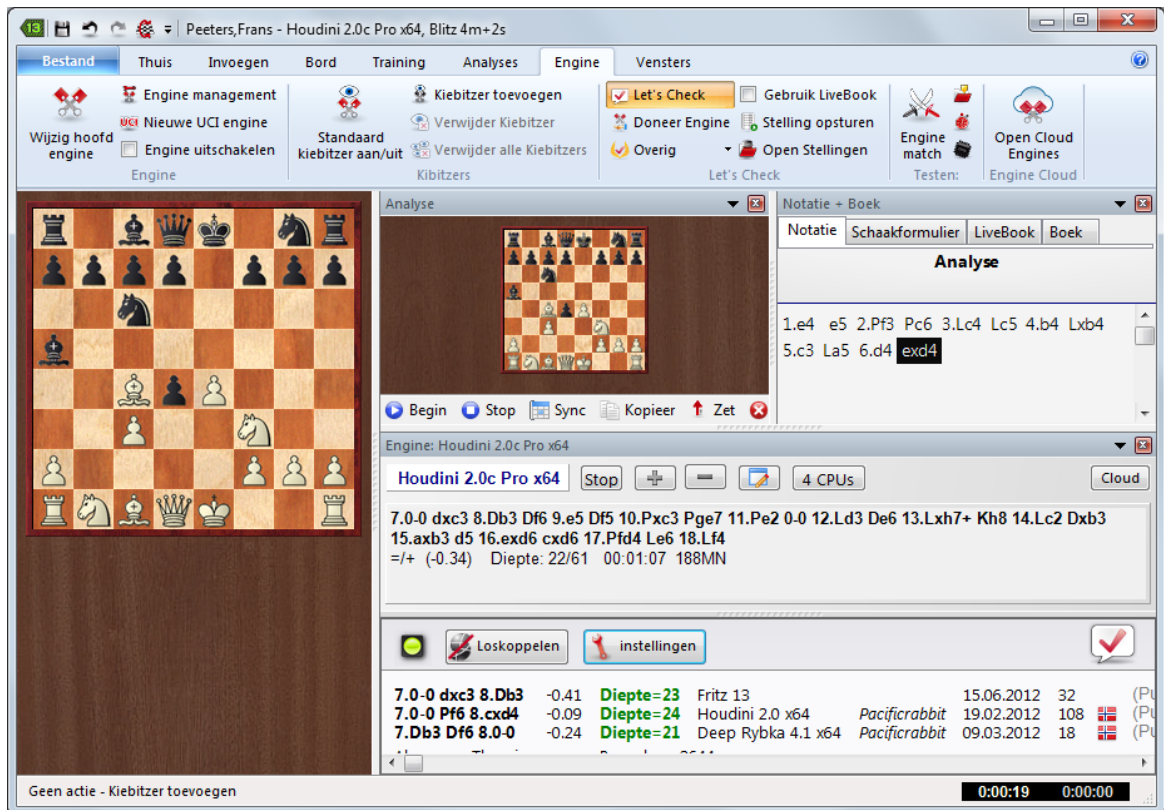 13 Peeters,Frans - Houdini 2.0c Pro x64, Blitz 4m+2s
Bestand Thuis Invoegen Bord Training Analyses Engine Vensters
Wijzig hoofd engine
Engine management
UCI Nieuwe UCI engine
Engine uitschakelen
Engine
Standaard kiebitzer aan/uit
Kiebitzer toevoegen
Verwijder Kiebitzer
Verwijder alle Kiebitzers
Kibitzers
Let's Check
Doneer Engine
Overig
Gebruik LiveBook
Stelling opsturen
Open Stellingen
Let's Check
Engine match
Testen:
Open Cloud Engines
Engine Cloud
Analyse
Begin Stop Sync Kopieer Zet
Notatie + Boek
Notatie Schaakformulier LiveBook Boek
Analyse
1.e4 e5 2.Pf3 Pc6 3.Lc4 Lc5 4.b4 Lxb4
5.c3 La5 6.d4 exd4
Engine: Houdini 2.0c Pro x64
Houdini 2.0c Pro x64 Stop 4 CPUs Cloud
7.0-0 dxc3 8.Db3 Df6 9.e5 Df5 10.Pxc3 Pge7 11.Pe2 0-0 12.Ld3 De6 13.Lxh7+ Kh8 14.Lc2 Dxb3
15.axb3 d5 16.exd6 cxd6 17.Pfd4 Le6 18.Lf4
=/+ (-0.34) Diepte: 22/61 00:01:07 188MN
Loskoppelen instellingen
7.0-0 dxc3 8.Db3 -0.41 Diepte=23 Fritz 13 15.06.2012 32
7.0-0 Pf6 8.cxd4 -0.09 Diepte=24 Houdini 2.0 x64 Pacificrabbit 19.02.2012 108
7.Db3 Df6 8.0-0 -0.24 Diepte=21 Deep Rybka 4.1 x64 Pacificrabbit 09.03.2012 18
Geen actie - Kiebitzer toevoegen 0:00:19 0:00:00